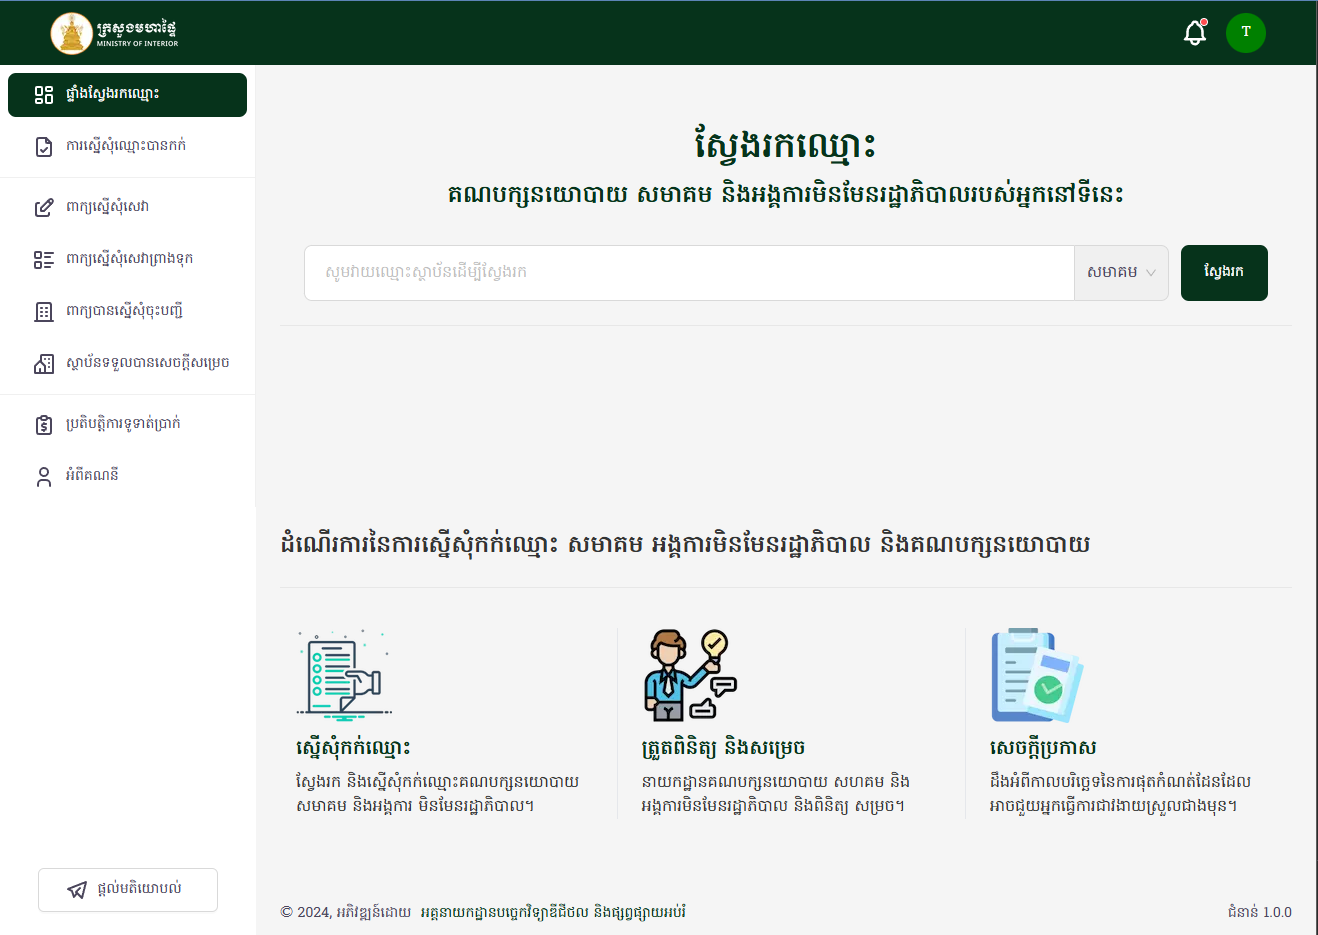 ក្រសួងមហាផ្ទៃ
MINISTRY OF INTERIOR
T
ផ្ទាំងស្វែងរកឈ្មោះ
ការស្នើសុំឈ្មោះបានកក់
ពាក្យស្នើសុំសេវា
ពាក្យស្នើសុំសេវាព្រាងទុក
ពាក្យបានស្នើសុំចុះបញ្ជី
ស្ថាប័នទទួលបានសេចក្ដីសម្រេច
ប្រតិបត្តិការទូទាត់ប្រាក់
អំពីគណនី
ផ្ដល់មតិយោបល់
ស្វែងរកឈ្មោះ
គណបក្សនយោបាយ សមាគម និងអង្គការមិនមែនរដ្ឋាភិបាលរបស់អ្នកនៅទីនេះ
សូមវាយឈ្មោះស្ថាប័នដើម្បីស្វែងរក
សមាគម
ស្វែងរក
ដំណើរការនៃការស្នើសុំកក់ឈ្មោះ សមាគម អង្គការមិនមែនរដ្ឋាភិបាល និងគណបក្សនយោបាយ
ស្នើសុំកក់ឈ្មោះ
ស្វែងរក និងស្នើសុំកក់ឈ្មោះគណបក្សនយោបាយ
សមាគម និងអង្គការ មិនមែនរដ្ឋាភិបាល។
ត្រួតពិនិត្យ និងសម្រេច
នាយកដ្ឋានគណបក្សនយោបាយ សហគម និង
អង្គការមិនមែនរដ្ឋាភិបាល និងពិនិត្យ សម្រច។
សេចក្ដីប្រកាស
ដឹងអំពីកាលបរិច្ឆេទនៃការផុតកំណត់ដែនដែល
អាចជួយអ្នកធ្វើការជាវងាយស្រួលជាងមុន។
© 2024, អភិវឌ្ឍន៍ដោយ អគ្គនាយកដ្ឋានបច្ចេកវិទ្យាឌីជីថល និងផ្សព្វផ្សាយអប់រំ
ជំនាន់ 1.0.0